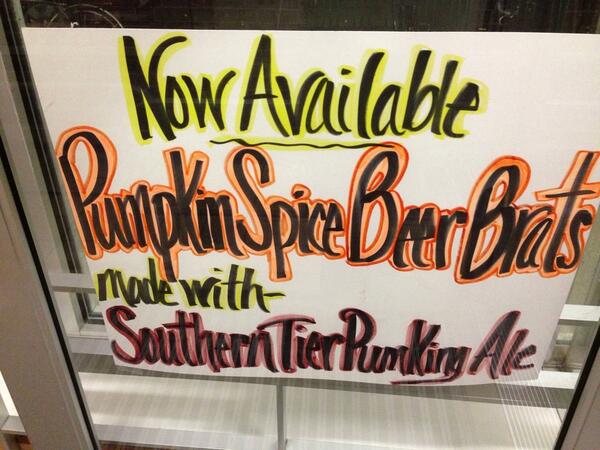 Now Available
Pumpkin Spice Beer Brats
made with-
Southern Tier PumKing Ale